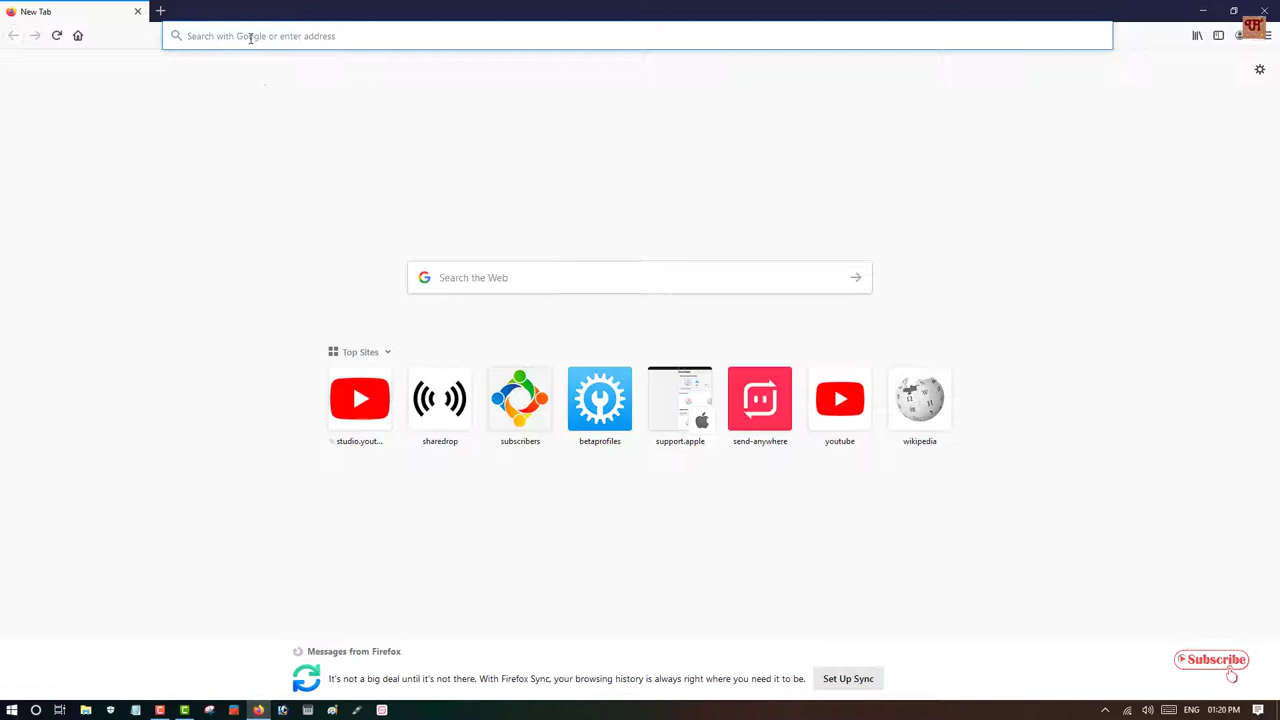 New Tab
Search with Google or enter address
Search the Web
Top Sites
studio.yout...
sharedrop
subscribers
betaprofiles
support.apple
send-anywhere
youtube
wikipedia
Messages from Firefox
It's not a big deal until it's not there. With Firefox Sync, your browsing history is always right where you need it to be.
Set Up Sync
Subscribe
01:20 PM